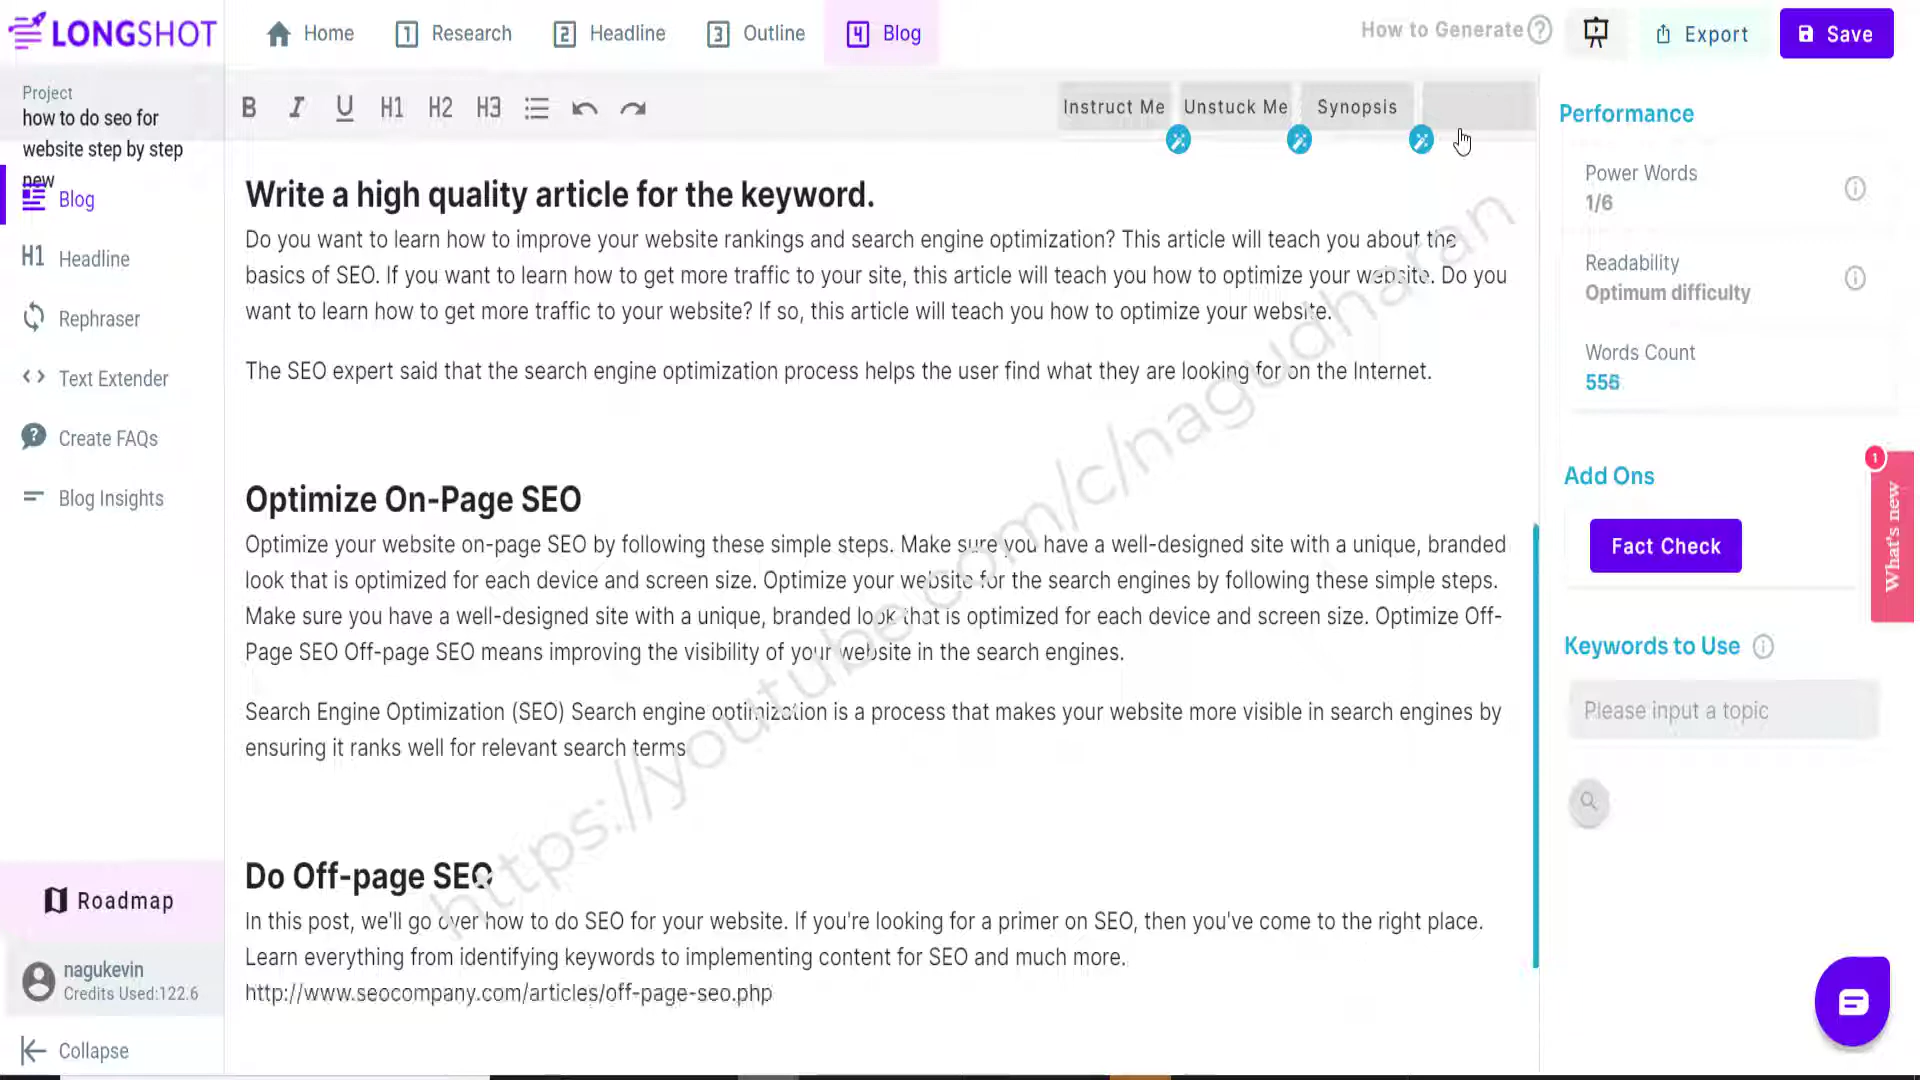 LONGSHOT
Home
1 Research
2 Headline
3 Outline
4 Blog
How to Generate ?
Export
Save
Project
how to do seo for
website step by step
new
Blog
H1 Headline
Rephraser
Text Extender
Create FAQs
Blog Insights
Roadmap
nagukevin
Credits Used:122.6
Collapse
B I U H1 H2 H3
Instruct Me
Unstuck Me
Synopsis
Write a high quality article for the keyword.
Do you want to learn how to improve your website rankings and search engine optimization? This article will teach you about the
basics of SEO. If you want to learn how to get more traffic to your site, this article will teach you how to optimize your website. Do you
want to learn how to get more traffic to your website? If so, this article will teach you how to optimize your website.
The SEO expert said that the search engine optimization process helps the user find what they are looking for on the Internet.
Optimize On-Page SEO
Optimize your website on-page SEO by following these simple steps. Make sure you have a well-designed site with a unique, branded
look that is optimized for each device and screen size. Optimize your website for the search engines by following these simple steps.
Make sure you have a well-designed site with a unique, branded look that is optimized for each device and screen size. Optimize Off-
Page SEO Off-page SEO means improving the visibility of your website in the search engines.
Search Engine Optimization (SEO) Search engine optimization is a process that makes your website more visible in search engines by
ensuring it ranks well for relevant search terms
Do Off-page SEO
In this post, we'll go over how to do SEO for your website. If you're looking for a primer on SEO, then you've come to the right place.
Learn everything from identifying keywords to implementing content for SEO and much more.
http://www.seocompany.com/articles/off-page-seo.php
https://youtube.com/c/nagudharan
Performance
Power Words
1/6
Readability
Optimum difficulty
Words Count
Add Ons
Fact Check
1
What's new
Keywords to Use
Please input a topic